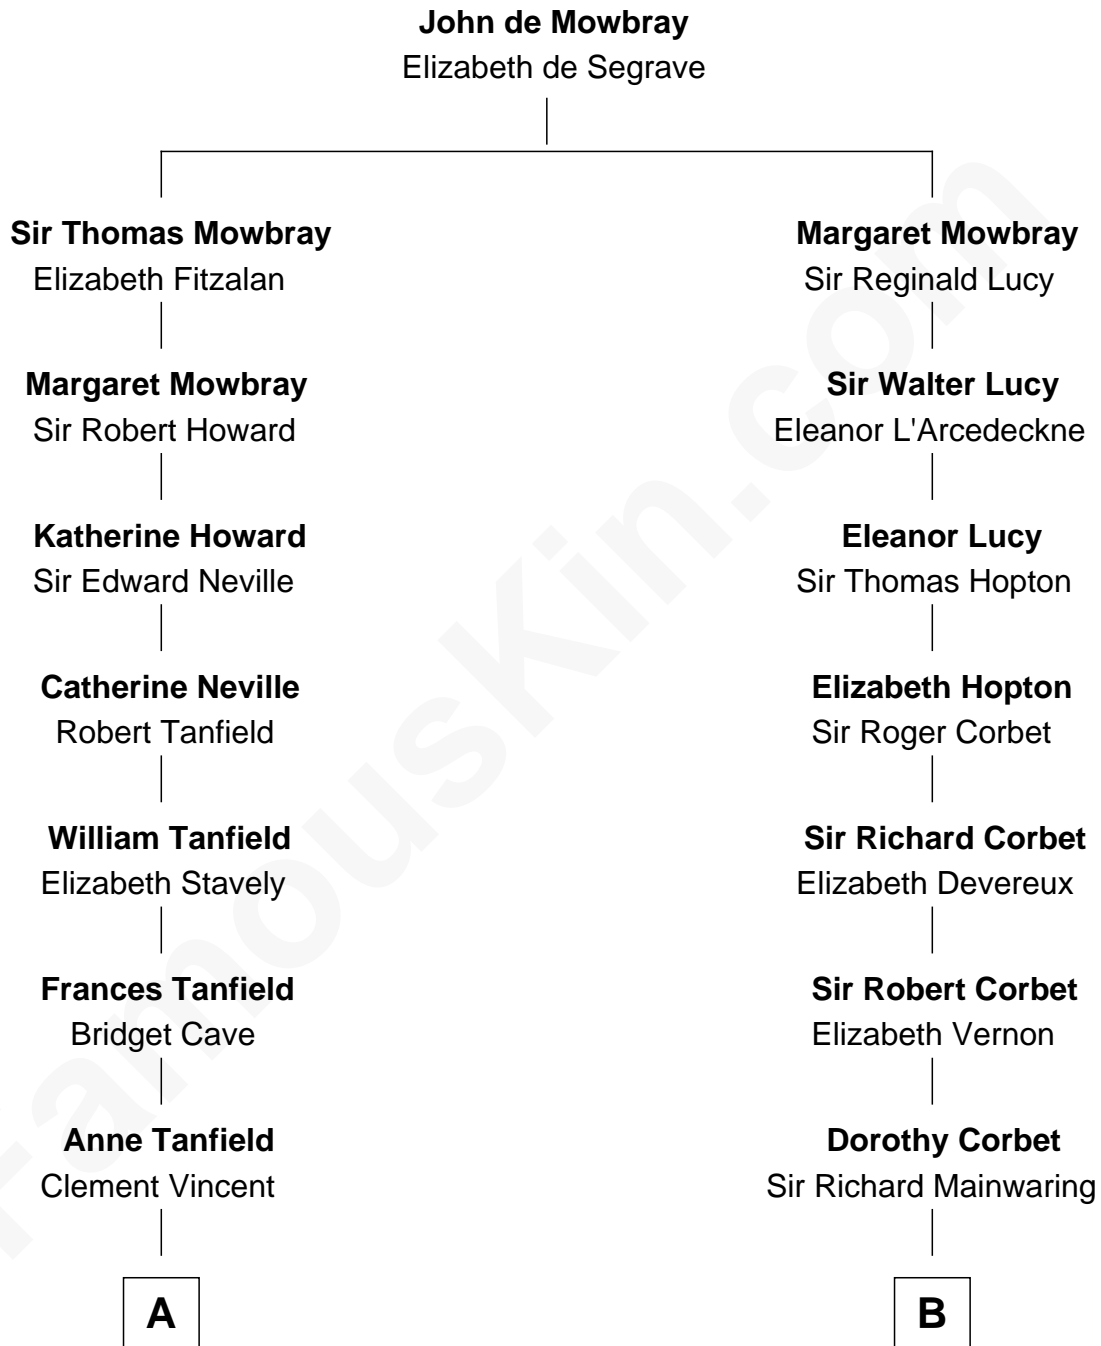 John de Mowbray
Elizabeth de Segrave
Sir Thomas Mowbray
Elizabeth Fitzalan
Margaret Mowbray
Sir Reginald Lucy
Margaret Mowbray
Sir Robert Howard
Sir Walter Lucy
Eleanor L'Arcedeckne
Katherine Howard
Sir Edward Neville
Eleanor Lucy
Sir Thomas Hopton
Catherine Neville
Robert Tanfield
Elizabeth Hopton
Sir Roger Corbet
William Tanfield
Elizabeth Stavely
Sir Richard Corbet
Elizabeth Devereux
Frances Tanfield
Bridget Cave
Sir Robert Corbet
Elizabeth Vernon
Anne Tanfield
Clement Vincent
Dorothy Corbet
Sir Richard Mainwaring
A
B
FamousKin.com